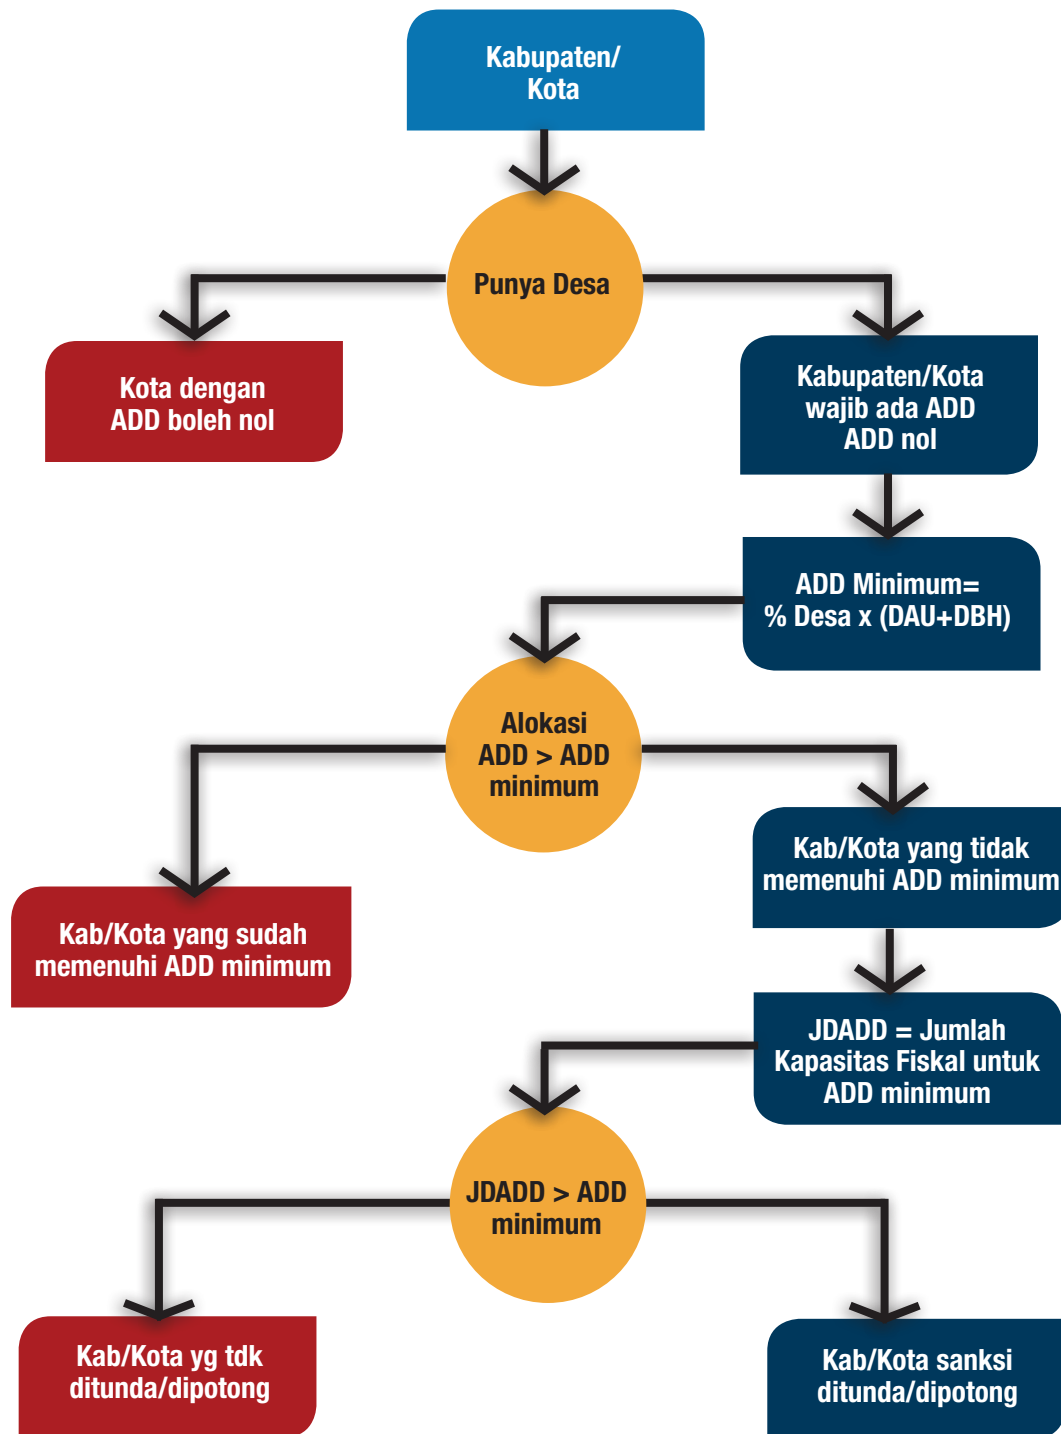 Kabupaten/
Kota
Punya Desa
Kota dengan
ADD boleh nol
Kabupaten/Kota
wajib ada ADD
ADD nol
ADD Minimum=
% Desa x (DAU+DBH)
Alokasi
ADD > ADD
minimum
Kab/Kota yang tidak
memenuhi ADD minimum
Kab/Kota yang sudah
memenuhi ADD minimum
JDADD = Jumlah
Kapasitas Fiskal untuk
ADD minimum
JDADD > ADD
minimum
Kab/Kota yg tdk
ditunda/dipotong
Kab/Kota sanksi
ditunda/dipotong